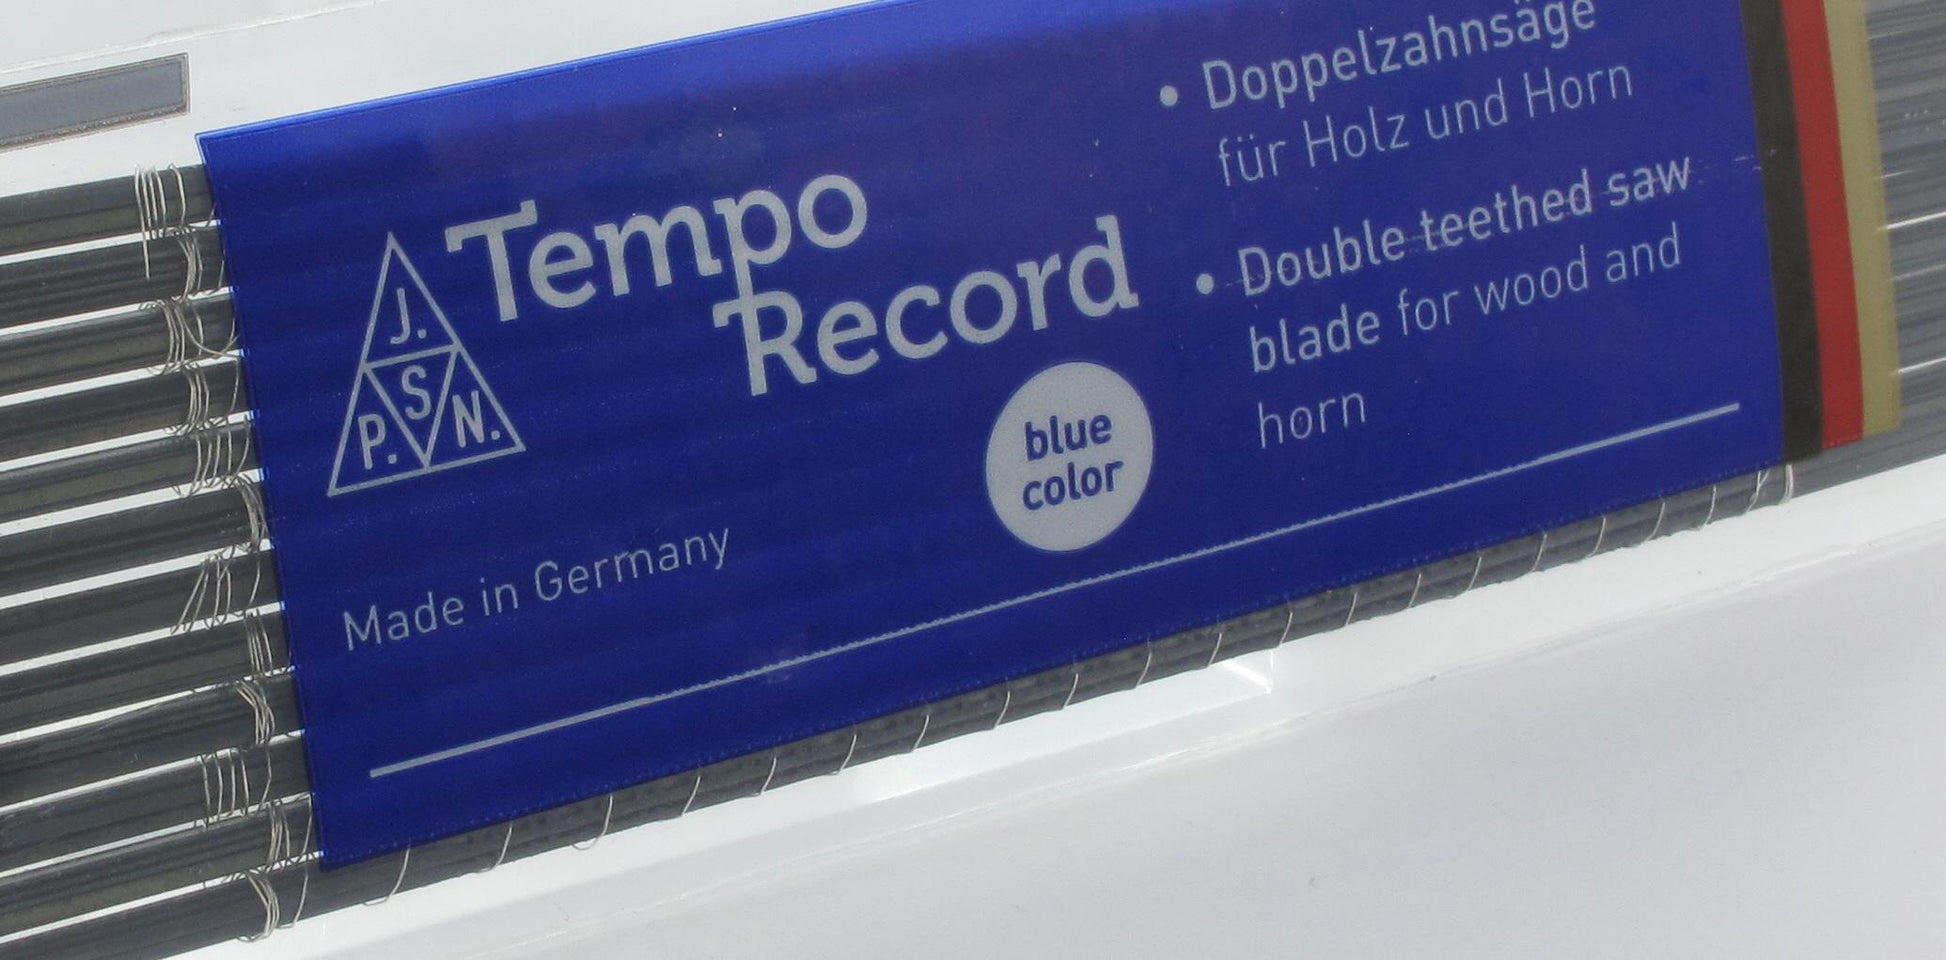 J.
P. S N.
Tempo
Record
blue
color
Made in Germany
• Doppelzahnsäge
für Holz und Horn
• Double teethed saw
blade for wood and
horn